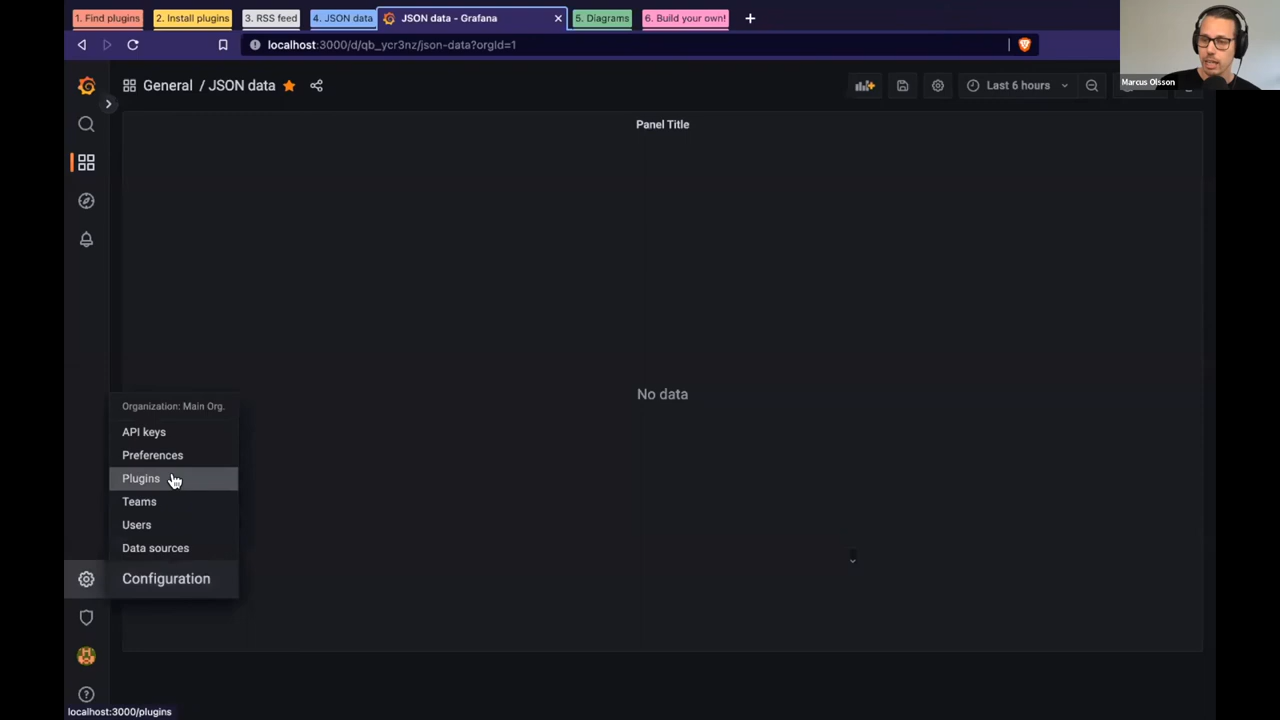 1. Find plugins
2. Install plugins
3. RSS feed
4. JSON data
JSON data - Grafana
5. Diagrams
6. Build your own!
localhost:3000/d/qb_ycr3nz/json-data?orgId=1
Marcus Olsson
General / JSON data
Last 6 hours
Panel Title
No data
Organization: Main Org.
API keys
Preferences
Plugins
Teams
Users
Data sources
Configuration
localhost:3000/plugins